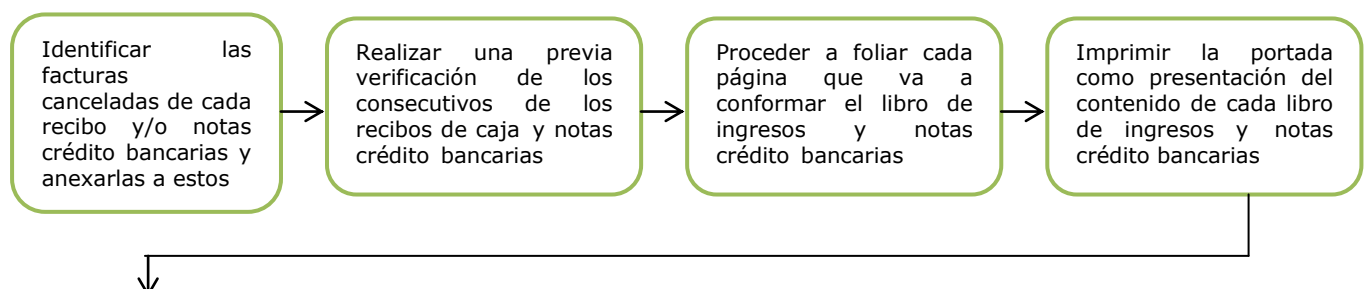 Identificar las
facturas
canceladas de cada
recibo y/o notas
crédito bancarias y
anexarlas a estos
Realizar una previa
verificación de los
consecutivos de los
recibos de caja y notas
crédito bancarias
Proceder a foliar cada
página que va a
conformar el libro de
ingresos y notas
crédito bancarias
Imprimir la portada
como presentación del
contenido de cada libro
de ingresos y notas
crédito bancarias